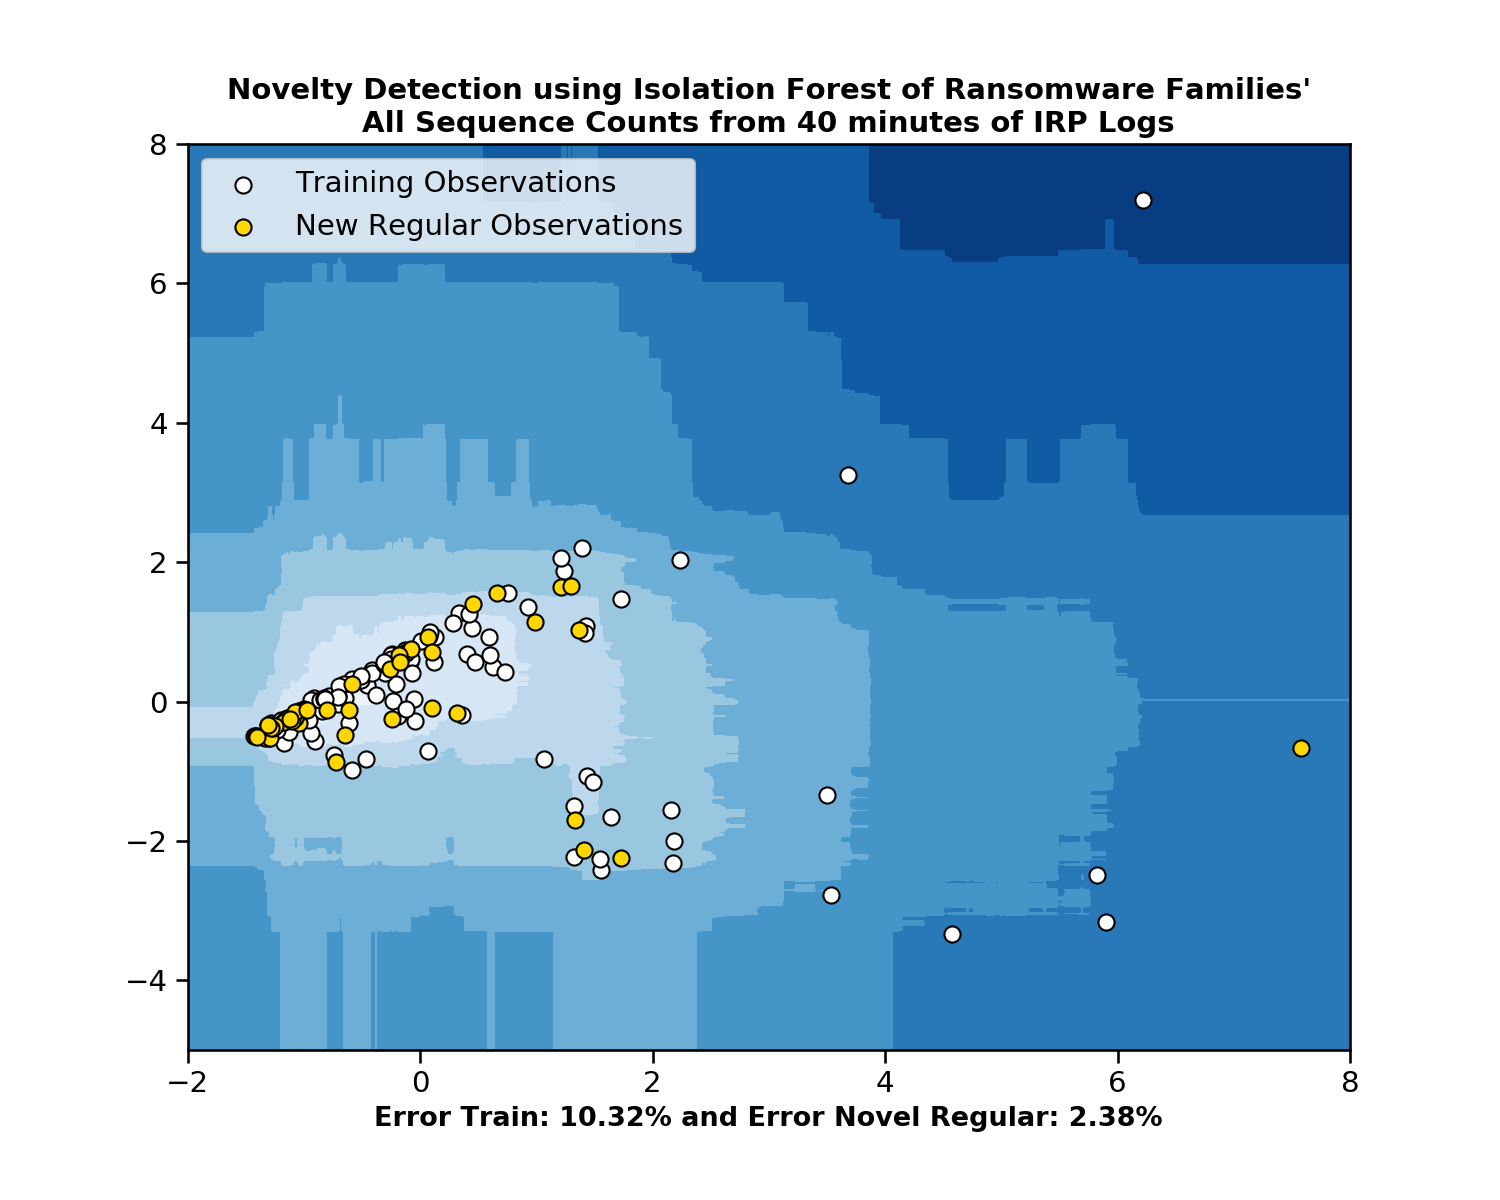 Novelty Detection using Isolation Forest of Ransomware Families'
All Sequence Counts from 40 minutes of IRP Logs
Training Observations
New Regular Observations
8
6
4
2
0
−2
−4
−2 0 2 4 6 8
Error Train: 10.32% and Error Novel Regular: 2.38%